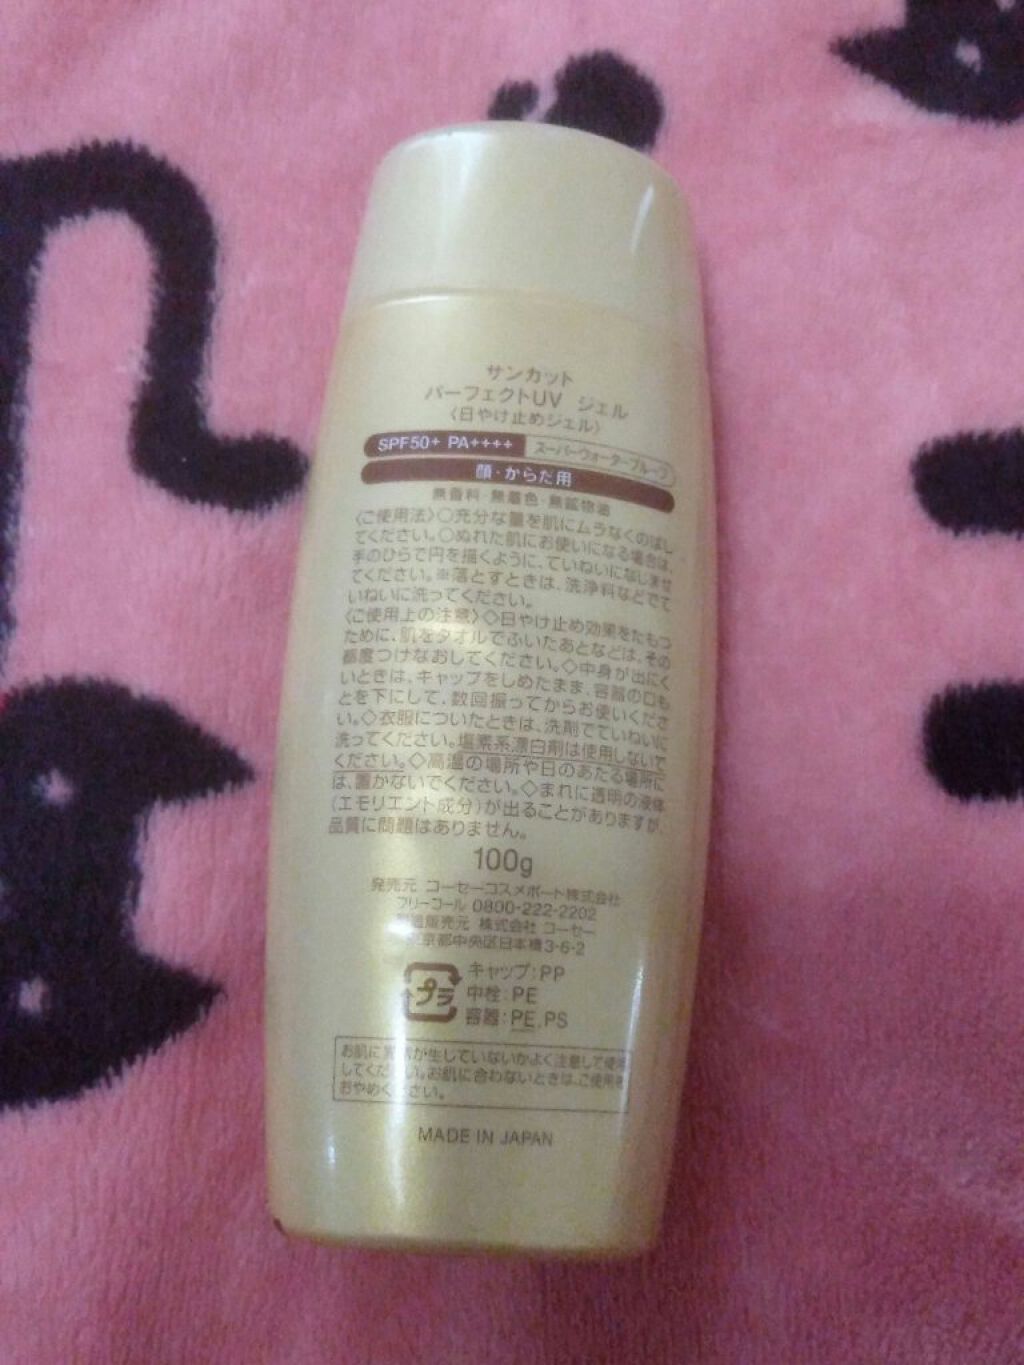 サンカット
パーフェクトUV ジェル
〈日やけ止めジェル〉
SPF50+ PA++++ スーパーウォータープルーフ
顔・からだ用
無香料・無着色・無鉱物油
〈ご使用法〉○充分な量を肌にムラなくのばし
てください。○ぬれた肌にお使いになる場合は、
手のひらで円を描くように、ていねいになじませ
てください。※落とすときは、洗浄料などでて
いねいに洗ってください。
〈ご使用上の注意〉◇日やけ止め効果をたもつ
ために、肌をタオルでふいたあとなどは、その
都度つけなおしてください。◇中身が出にく
いときは、キャップをしめたまま、容器の口も
とを下にして、数回振ってからお使いくださ
い。◇衣服についたときは、洗剤でていねいに
洗ってください。塩素系漂白剤は使用しないで
ください。◇高温の場所や日のあたる場所に
は、置かないでください。◇まれに透明の液体
(エモリエント成分)が出ることがありますが、
品質に問題はありません。
100g
発売元 コーセーコスメポート株式会社
フリーコール 0800-222-2202
販売元 株式会社 コーセー
京都中央区日本橋3-6-2
プラ
キャップ:PP
中栓:PE
容器:PE,PS
お肌に異常が生じていないかよく注意して使用
してください。お肌に合わないときは、ご使用を
おやめください。
MADE IN JAPAN